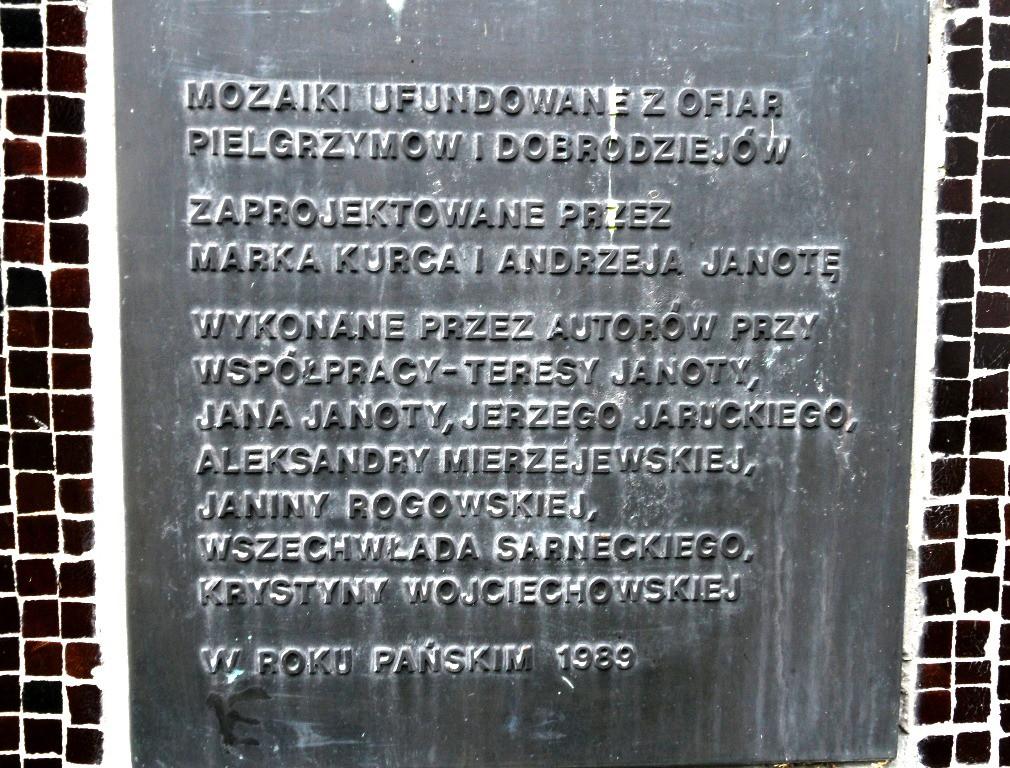 MOZAIKI UFUNDOWANE Z OFIAR
PIELGRZYMOW I DOBRODZIEJÓW
ZAPROJEKTOWANE PRZEZ
MARKA KURCA I ANDRZEJA JANOTĘ
WYKONANE PRZEZ AUTORÓW PRZY
WSPÓŁPRACY-TERESY JANOTY,
JANA JANOTY, JERZEGO JARUCKIEGO,
ALEKSANDRY MIERZEJEWSKIEJ,
JANINY ROGOWSKIEJ,
WSZECHWŁADA SARNECKIEGO,
KRYSTYNY WOJCIECHOWSKIEJ
W ROKU PAŃSKIM 1989